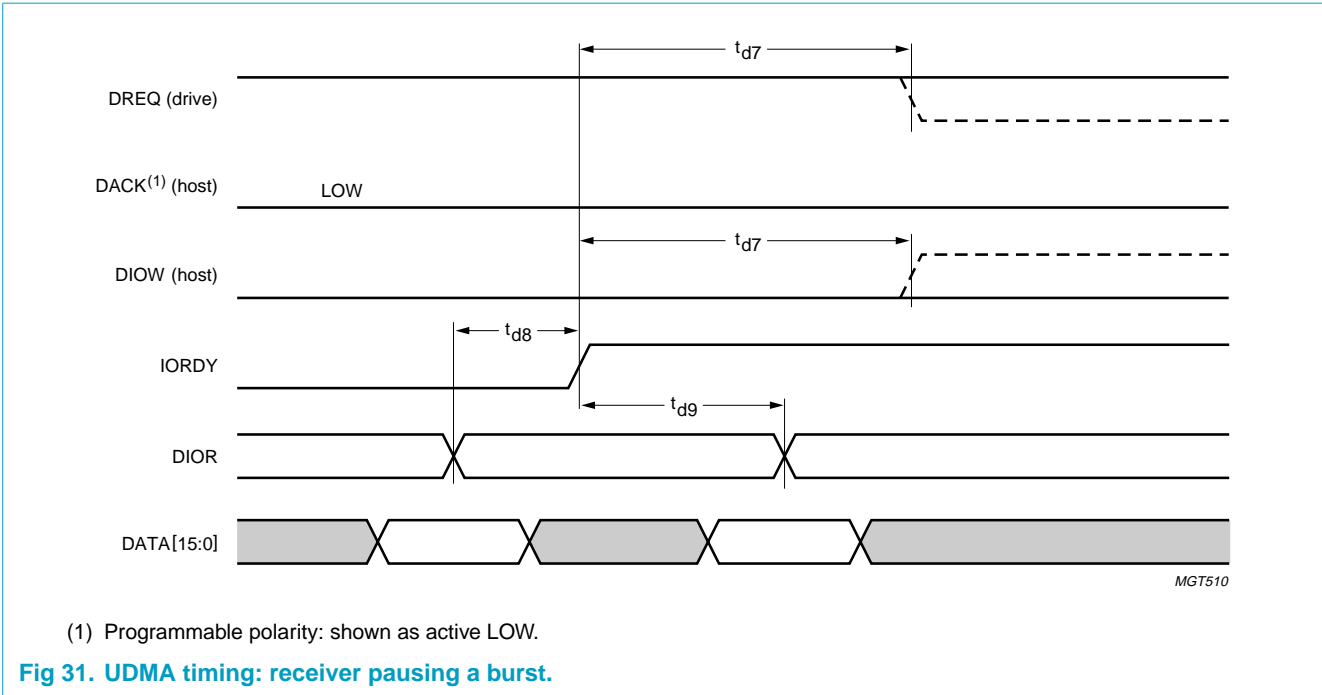 td7
DREQ (drive)
DACK(1) (host)
LOW
td7
DIOW (host)
td8
IORDY
td9
DIOR
DATA[15:0]
MGT510
(1) Programmable polarity: shown as active LOW.
Fig 31. UDMA timing: receiver pausing a burst.